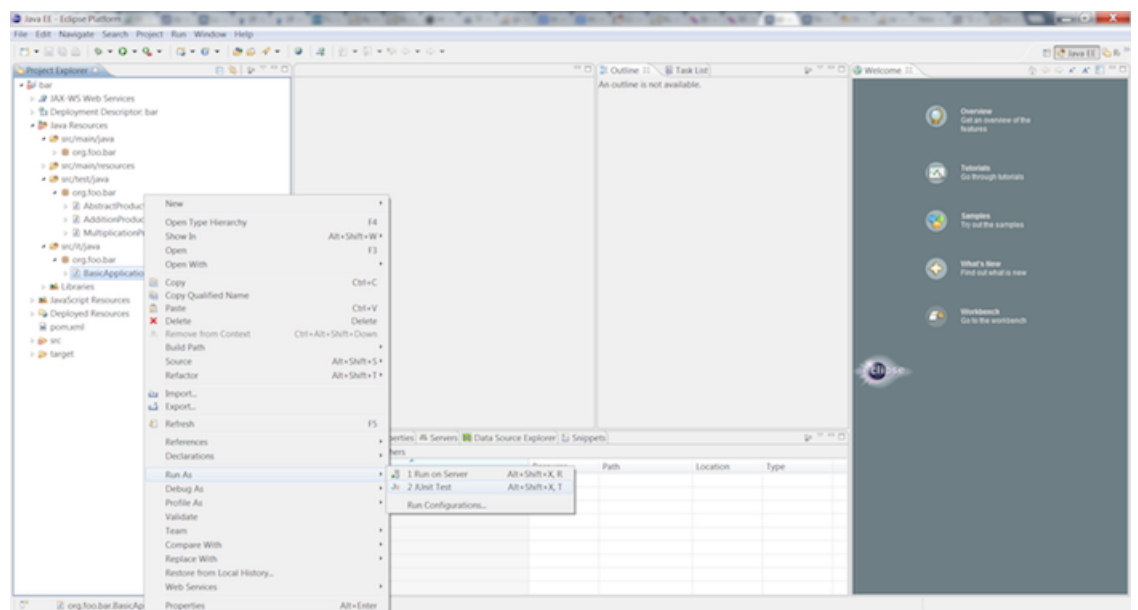 Java EE - Eclipse Platform
File Edit Navigate Search Project Run Window Help
Java EE
Project Explorer
bar
JAX-WS Web Services
Deployment Descriptor: bar
Java Resources
src/main/java
org.foo.bar
src/main/resources
src/test/java
org.foo.bar
AbstractProduc
AdditionProduc
MultiplicationP
src/it/java
org.foo.bar
BasicApplicatio
Libraries
JavaScript Resources
Deployed Resources
pom.xml
src
target
New
Open Type Hierarchy F4
Show In Alt+Shift+W
Open F3
Open With
Copy Ctrl+C
Copy Qualified Name
Paste Ctrl+V
Delete Delete
Remove from Context Ctrl+Alt+Shift+Down
Build Path
Source Alt+Shift+S
Refactor Alt+Shift+T
Import...
Export...
Refresh F5
References
Declarations
Run As
Debug As
Profile As
Validate
Team
Compare With
Replace With
Restore from Local History...
Web Services
Properties Alt+Enter
1 Run on Server Alt+Shift+X, R
2 JUnit Test Alt+Shift+X, T
Run Configurations...
Outline Task List
An outline is not available.
perties Servers Data Source Explorer Snippets
hers
Path Location Type
Welcome
Overview
Get an overview of the
features
Tutorials
Go through tutorials
Samples
Try out the samples
What's New
Find out what is new
Workbench
Go to the workbench
eclipse
org.foo.bar.BasicAp